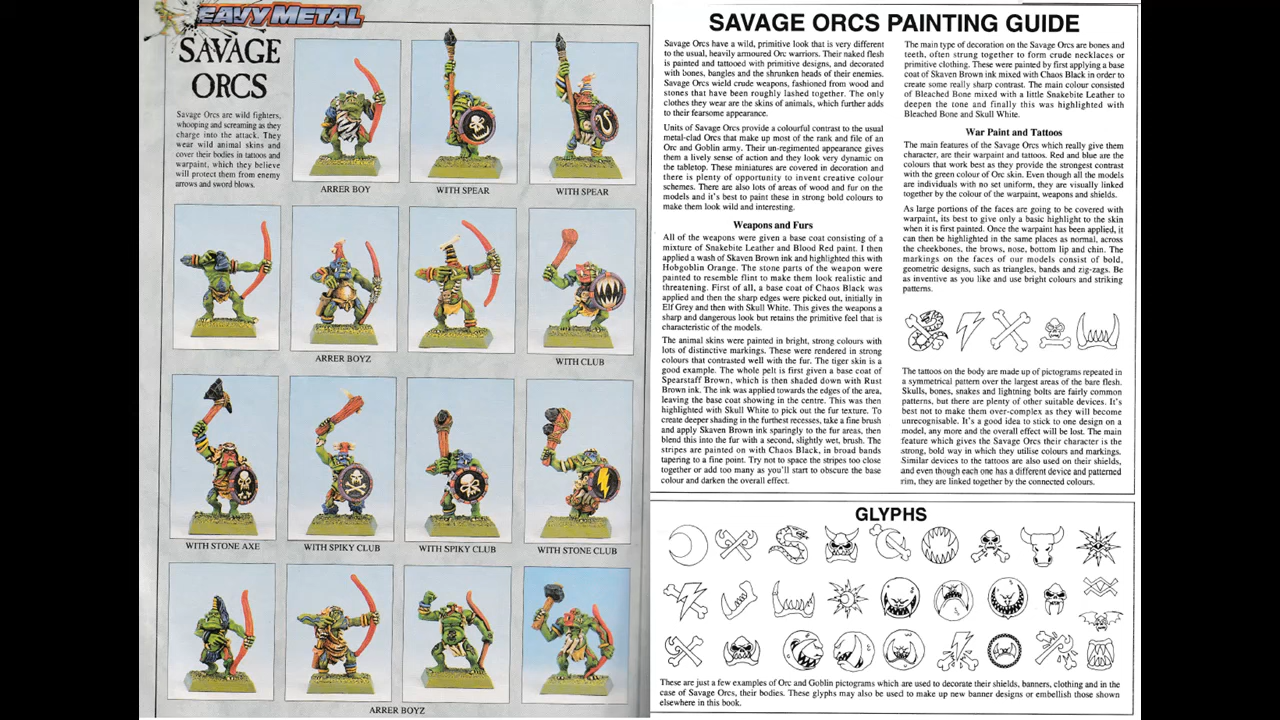 EAVY METAL
SAVAGE
ORCS
Savage Orcs are wild fighters,
whooping and screaming as they
charge into the attack. They
wear wild animal skins and
cover their bodies in tattoos and
warpaint, which they believe
will protect them from enemy
arrows and sword blows.
ARRER BOY
WITH SPEAR
WITH SPEAR
ARRER BOYZ
WITH CLUB
WITH STONE AXE
WITH SPIKY CLUB
WITH SPIKY CLUB
WITH STONE CLUB
ARRER BOYZ
SAVAGE ORCS PAINTING GUIDE
Savage Orcs have a wild, primitive look that is very different
to the usual, heavily armoured Orc warriors. Their naked flesh
is painted and tattooed with primitive designs, and decorated
with bones, bangles and the shrunken heads of their enemies.
Savage Orcs wield crude weapons, fashioned from wood and
stones that have been roughly lashed together. The only
clothes they wear are the skins of animals, which further adds
to their fearsome appearance.
Units of Savage Orcs provide a colourful contrast to the usual
metal-clad Orcs that make up most of the rank and file of an
Orc and Goblin army. Their un-regimented appearance gives
them a lively sense of action and they look very dynamic on
the tabletop. These miniatures are covered in decoration and
there is plenty of opportunity to invent creative colour
schemes. There are also lots of areas of wood and fur on the
models and it's best to paint these in strong bold colours to
make them look wild and interesting.
Weapons and Furs
All of the weapons were given a base coat consisting of a
mixture of Snakebite Leather and Blood Red paint. I then
applied a wash of Skaven Brown ink and highlighted this with
Hobgoblin Orange. The stone parts of the weapon were
painted to resemble flint to make them look realistic and
threatening. First of all, a base coat of Chaos Black was
applied and then the sharp edges were picked out, initially in
Elf Grey and then with Skull White. This gives the weapons a
sharp and dangerous look but retains the primitive feel that is
characteristic of the models.
The animal skins were painted in bright, strong colours with
lots of distinctive markings. These were rendered in strong
colours that contrasted well with the fur. The tiger skin is a
good example. The whole pelt is first given a base coat of
Spearstaff Brown, which is then shaded down with Rust
Brown ink. The ink was applied towards the edges of the area,
leaving the base coat showing in the centre. This was then
highlighted with Skull White to pick out the fur texture. To
create deeper shading in the furthest recesses, take a fine brush
and apply Skaven Brown ink sparingly to the fur areas, then
blend this into the fur with a second, slightly wet, brush. The
stripes are painted on with Chaos Black, in broad bands
tapering to a fine point. Try not to space the stripes too close
together or add too many as you'll start to obscure the base
colour and darken the overall effect.
The main type of decoration on the Savage Orcs are bones and
teeth, often strung together to form crude necklaces or
primitive clothing. These were painted by first applying a base
coat of Skaven Brown ink mixed with Chaos Black in order to
create some really sharp contrast. The main colour consisted
of Bleached Bone mixed with a little Snakebite Leather to
deepen the tone and finally this was highlighted with
Bleached Bone and Skull White.
War Paint and Tattoos
The main features of the Savage Orcs which really give them
character, are their warpaint and tattoos. Red and blue are the
colours that work best as they provide the strongest contrast
with the green colour of Orc skin. Even though all the models
are individuals with no set uniform, they are visually linked
together by the colour of the warpaint, weapons and shields.
As large portions of the faces are going to be covered with
warpaint, its best to give only a basic highlight to the skin
when it is first painted. Once the warpaint has been applied, it
can then be highlighted in the same places as normal, across
the cheekbones, the brows, nose, bottom lip and chin. The
markings on the faces of our models consist of bold,
geometric designs, such as triangles, bands and zig-zags. Be
as inventive as you like and use bright colours and striking
patterns.
The tattoos on the body are made up of pictograms repeated in
a symmetrical pattern over the largest areas of the bare flesh.
Skulls, bones, snakes and lightning bolts are fairly common
patterns, but there are plenty of other suitable devices. It's
best not to make them over-complex as they will become
unrecognisable. It's a good idea to stick to one design on a
model, any more and the overall effect will be lost. The main
feature which gives the Savage Orcs their character is the
strong, bold way in which they utilise colours and markings.
Similar devices to the tattoos are also used on their shields,
and even though each one has a different device and patterned
rim, they are linked together by the connected colours.
GLYPHS
These are just a few examples of Orc and Goblin pictograms which are used to decorate their shields, banners, clothing and in the
case of Savage Orcs, their bodies. These glyphs may also be used to make up new banner designs or embellish those shown
elsewhere in this book.